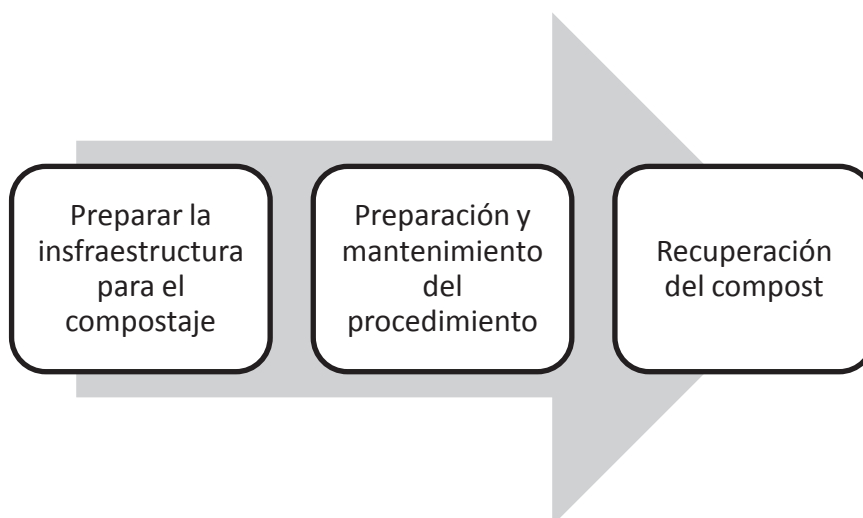 Preparar la
insfraestructura
para el
compostaje
Preparación y
mantenimiento
del
procedimiento
Recuperación
del compost